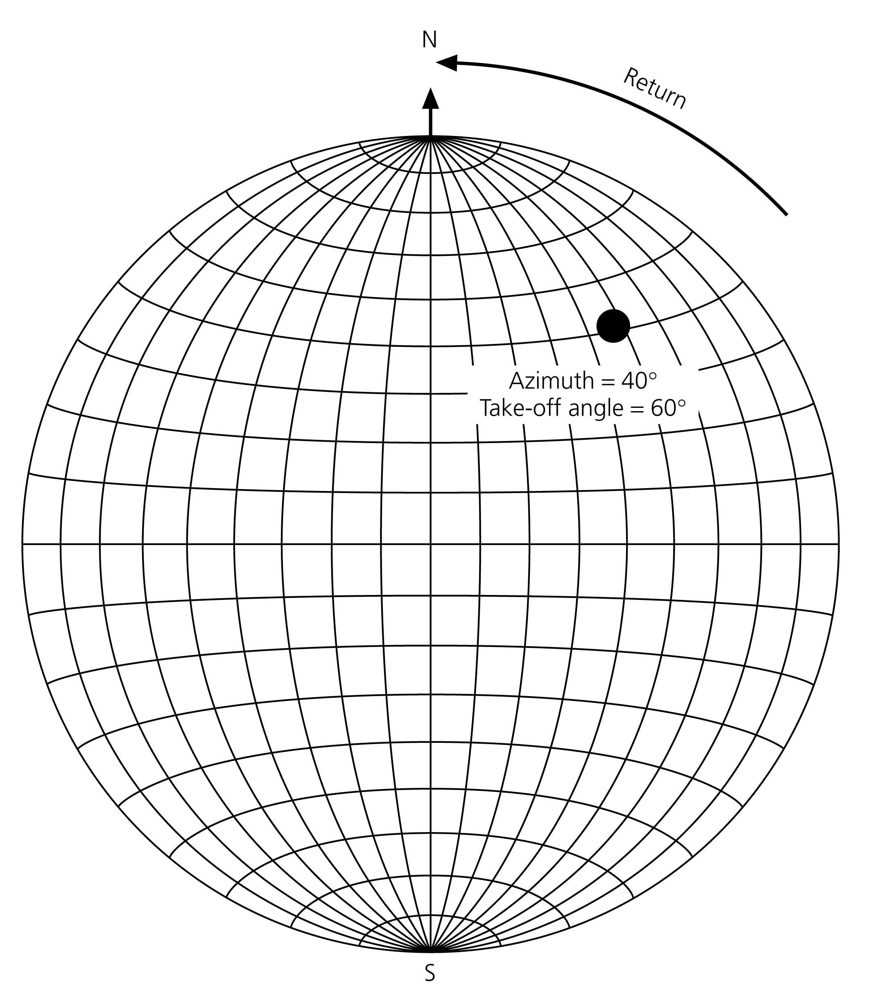 N
Return
Azimuth = 40°
Take-off angle = 60°
S